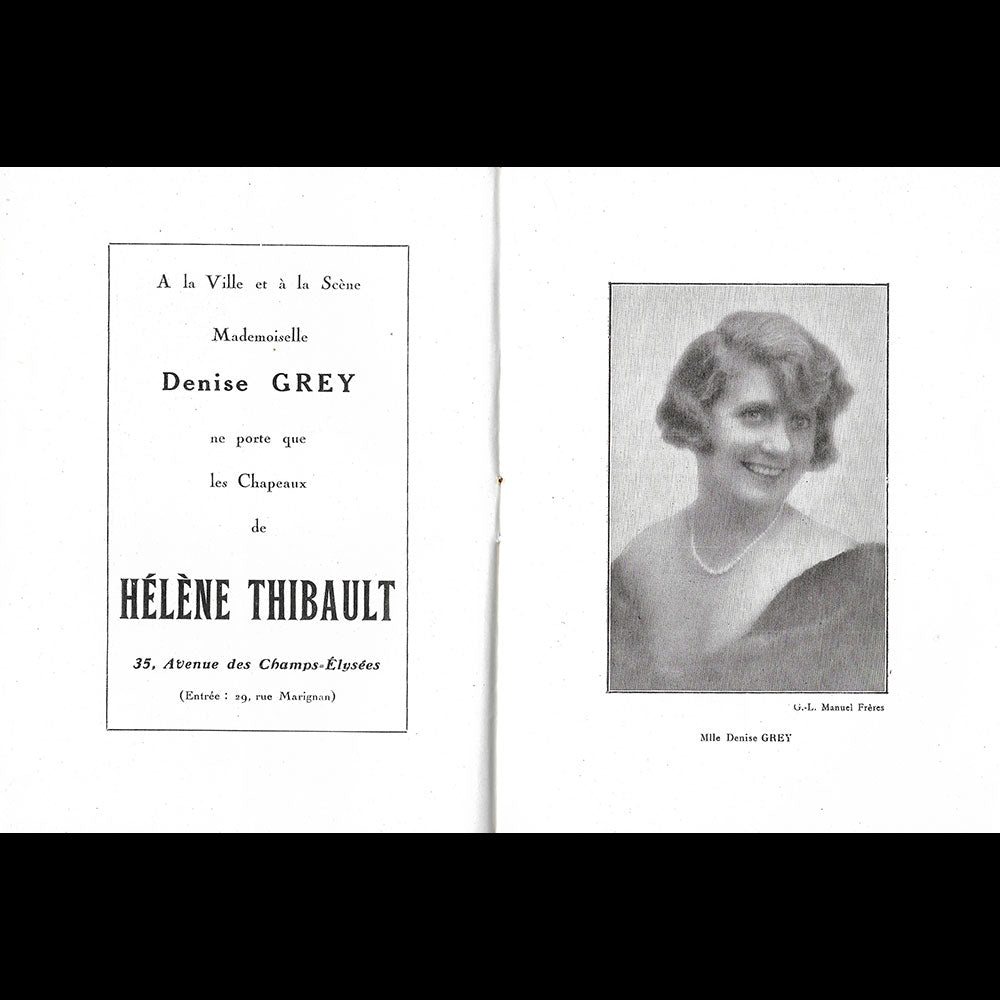 A la Ville et à la Scène
Mademoiselle
Denise GREY
ne porte que
les Chapeaux
de
HÉLÈNE THIBAULT
35, Avenue des Champs-Élysées
(Entrée : 29, rue Marignan)
G.-L. Manuel Frères
Mlle Denise GREY